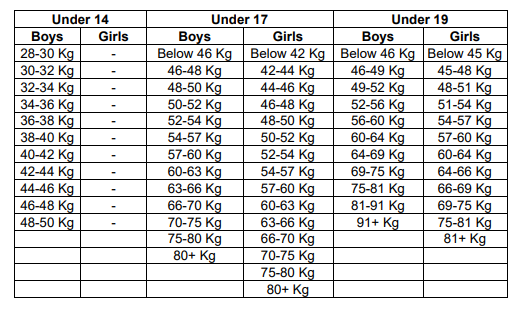 Under 14 Under 17 Under 19
Boys Girls Boys Girls Boys Girls
28-30 Kg - Below 46 Kg Below 42 Kg Below 46 Kg Below 45 Kg
30-32 Kg - 46-48 Kg 42-44 Kg 46-49 Kg 45-48 Kg
32-34 Kg - 48-50 Kg 44-46 Kg 49-52 Kg 48-51 Kg
34-36 Kg - 50-52 Kg 46-48 Kg 52-56 Kg 51-54 Kg
36-38 Kg - 52-54 Kg 48-50 Kg 56-60 Kg 54-57 Kg
38-40 Kg - 54-57 Kg 50-52 Kg 60-64 Kg 57-60 Kg
40-42 Kg - 57-60 Kg 52-54 Kg 64-69 Kg 60-64 Kg
42-44 Kg - 60-63 Kg 54-57 Kg 69-75 Kg 64-66 Kg
44-46 Kg - 63-66 Kg 57-60 Kg 75-81 Kg 66-69 Kg
46-48 Kg - 66-70 Kg 60-63 Kg 81-91 Kg 69-75 Kg
48-50 Kg - 70-75 Kg 63-66 Kg 91+ Kg 75-81 Kg
75-80 Kg 66-70 Kg 81+ Kg
80+ Kg 70-75 Kg
75-80 Kg
80+ Kg